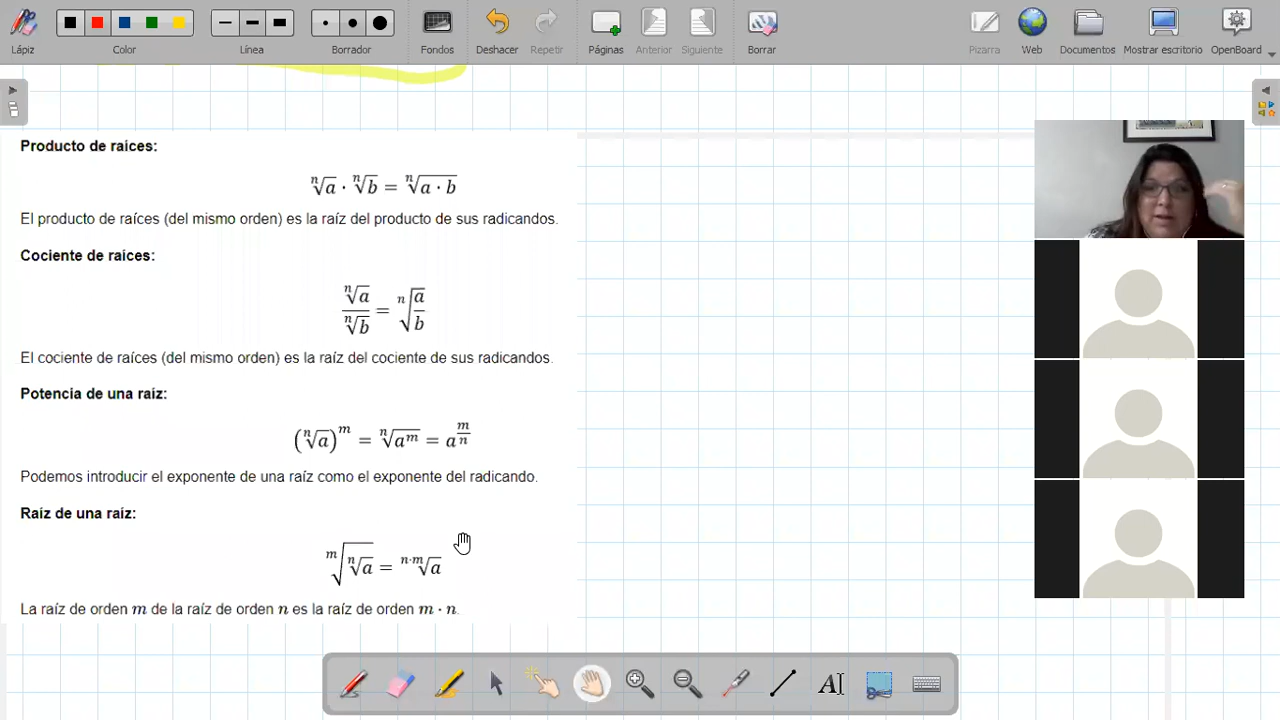 Lápiz
Color
Línea
Borrador
Fondos
Deshacer
Repetir
Páginas
Anterior
Siguiente
Borrar
Pizarra
Web
Documentos
Mostrar escritorio
OpenBoard
Producto de raices:
ⁿ√a · ⁿ√b = ⁿ√(a · b)
El producto de raíces (del mismo orden) es la raíz del producto de sus radicandos.
Cociente de raíces:
ⁿ√a / ⁿ√b = ⁿ√(a/b)
El cociente de raíces (del mismo orden) es la raíz del cociente de sus radicandos.
Potencia de una raíz:
(ⁿ√a)^m = ⁿ√(a^m) = a^(m/n)
Podemos introducir el exponente de una raíz como el exponente del radicando.
Raíz de una raíz:
ᵐ√(ⁿ√a) = ⁿ·ᵐ√a
La raíz de orden m de la raíz de orden n es la raíz de orden m · n.
AI